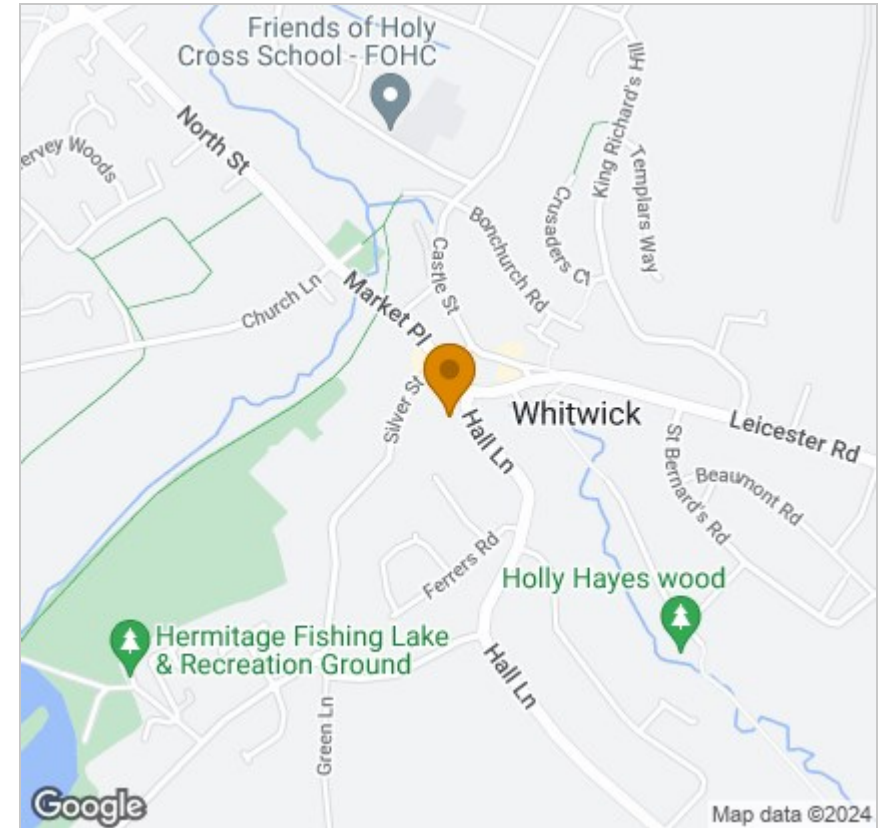 Friends of Holy
Cross School - FOHC
North St
ervey Woods
King Richard's Hill
Templars Way
Crusaders Ct
Bonchurch Rd
Castle St
Church Ln
Market Pl
Silver St
Hall Ln
Whitwick
Leicester Rd
St Bernard's Rd
Beaumont Rd
Ferrers Rd
Holly Hayes wood
Hermitage Fishing Lake
& Recreation Ground
Hall Ln
Green Ln
Google
Map data ©2024